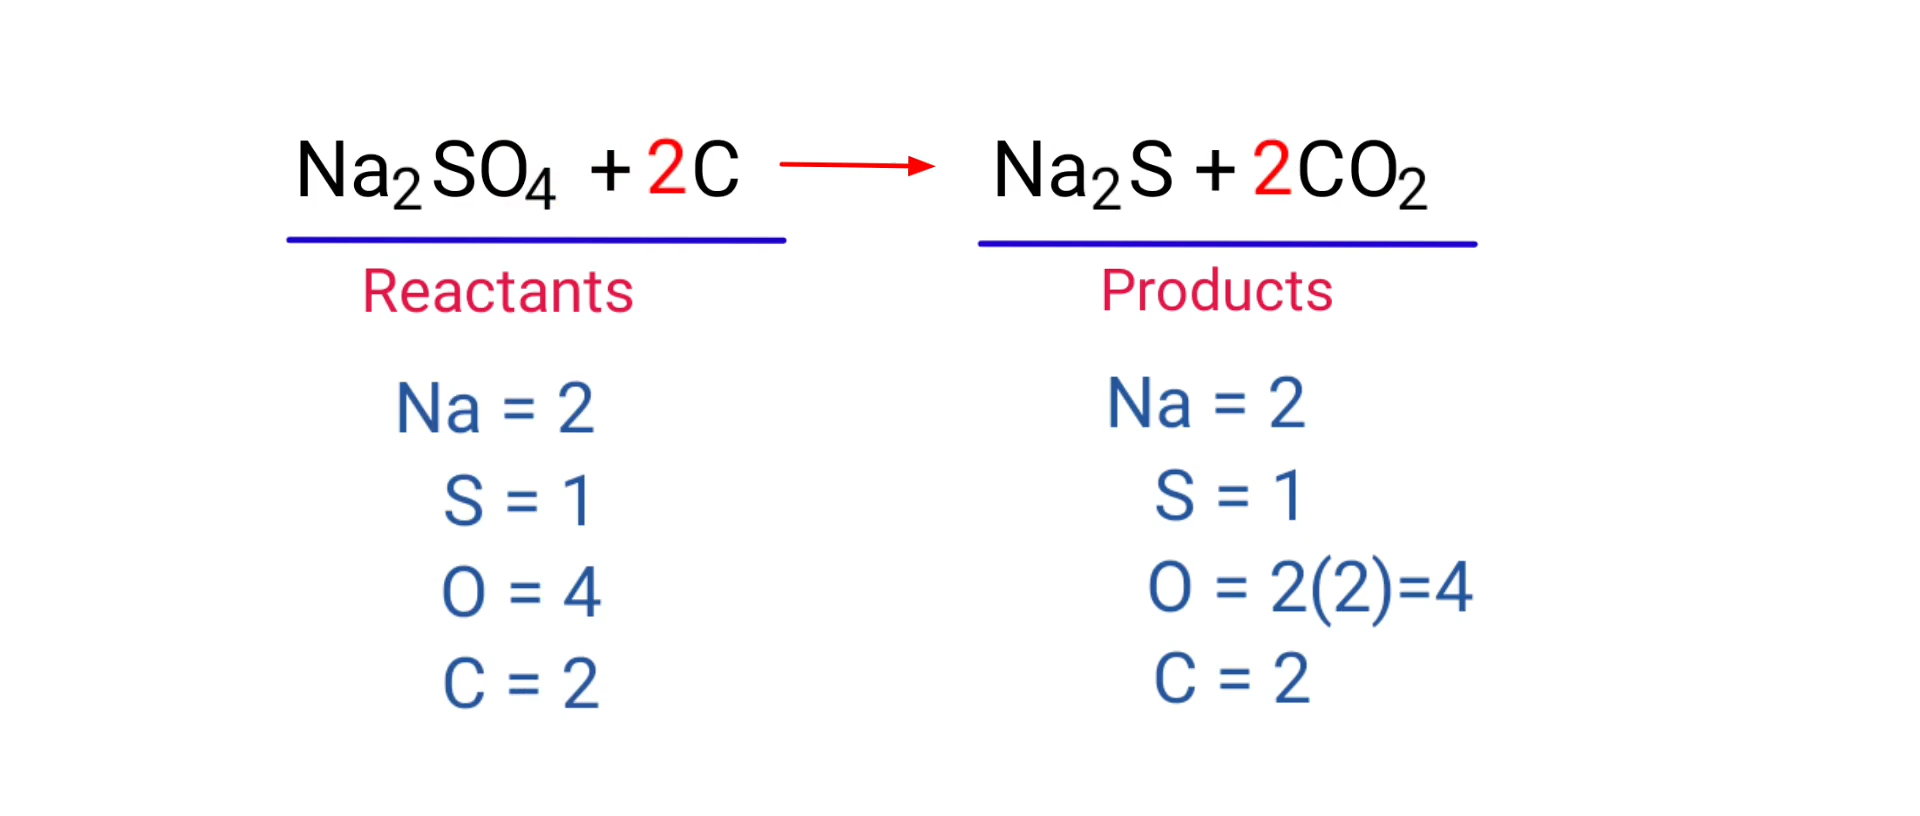 Na₂SO₄ + 2C → Na₂S + 2CO₂
Reactants
Products
Na = 2
S = 1
O = 4
C = 2
Na = 2
S = 1
O = 2(2)=4
C = 2